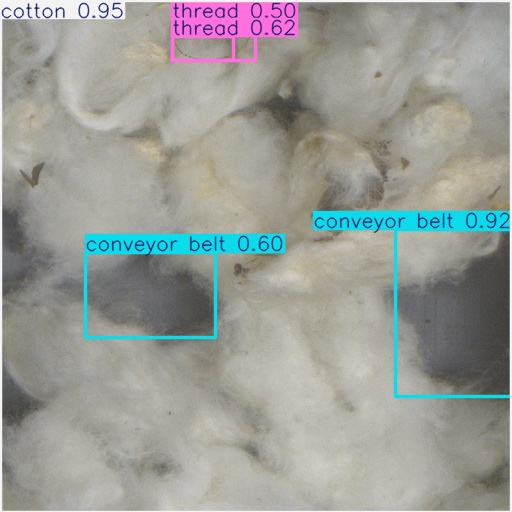 cotton 0.95
thread 0.50
thread 0.62
conveyor belt 0.92
conveyor belt 0.60